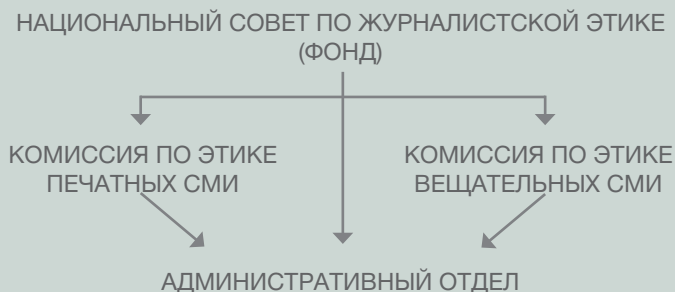 НАЦИОНАЛЬНЫЙ СОВЕТ ПО ЖУРНАЛИСТСКОЙ ЭТИКЕ
(ФОНД)
КОМИССИЯ ПО ЭТИКЕ
ПЕЧАТНЫХ СМИ
КОМИССИЯ ПО ЭТИКЕ
ВЕЩАТЕЛЬНЫХ СМИ
АДМИНИСТРАТИВНЫЙ ОТДЕЛ